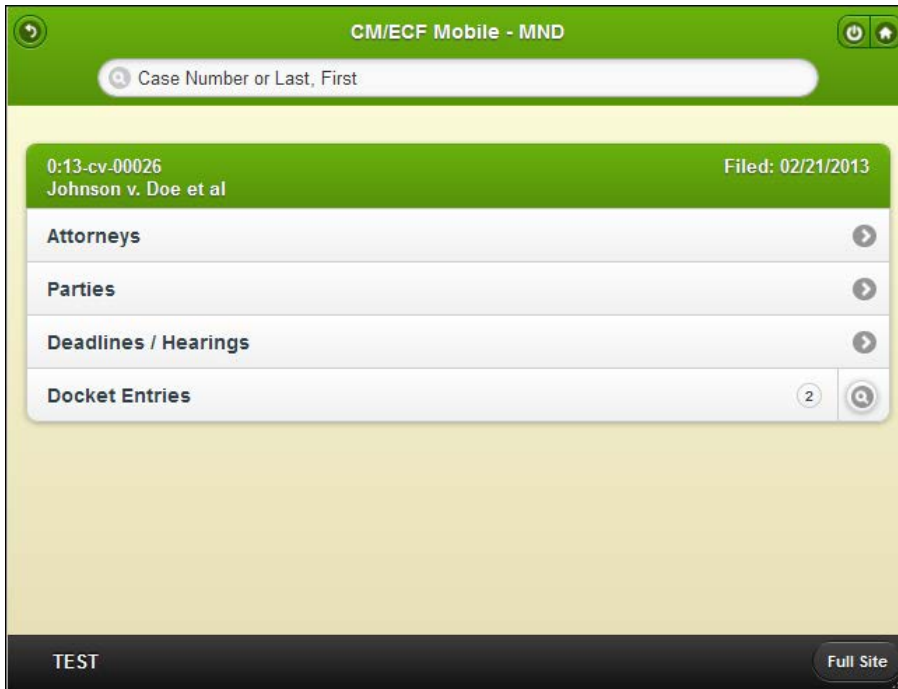 CM/ECF Mobile - MND
Case Number or Last, First
0:13-cv-00026 Filed: 02/21/2013
Johnson v. Doe et al
Attorneys
Parties
Deadlines / Hearings
Docket Entries 2
TEST Full Site